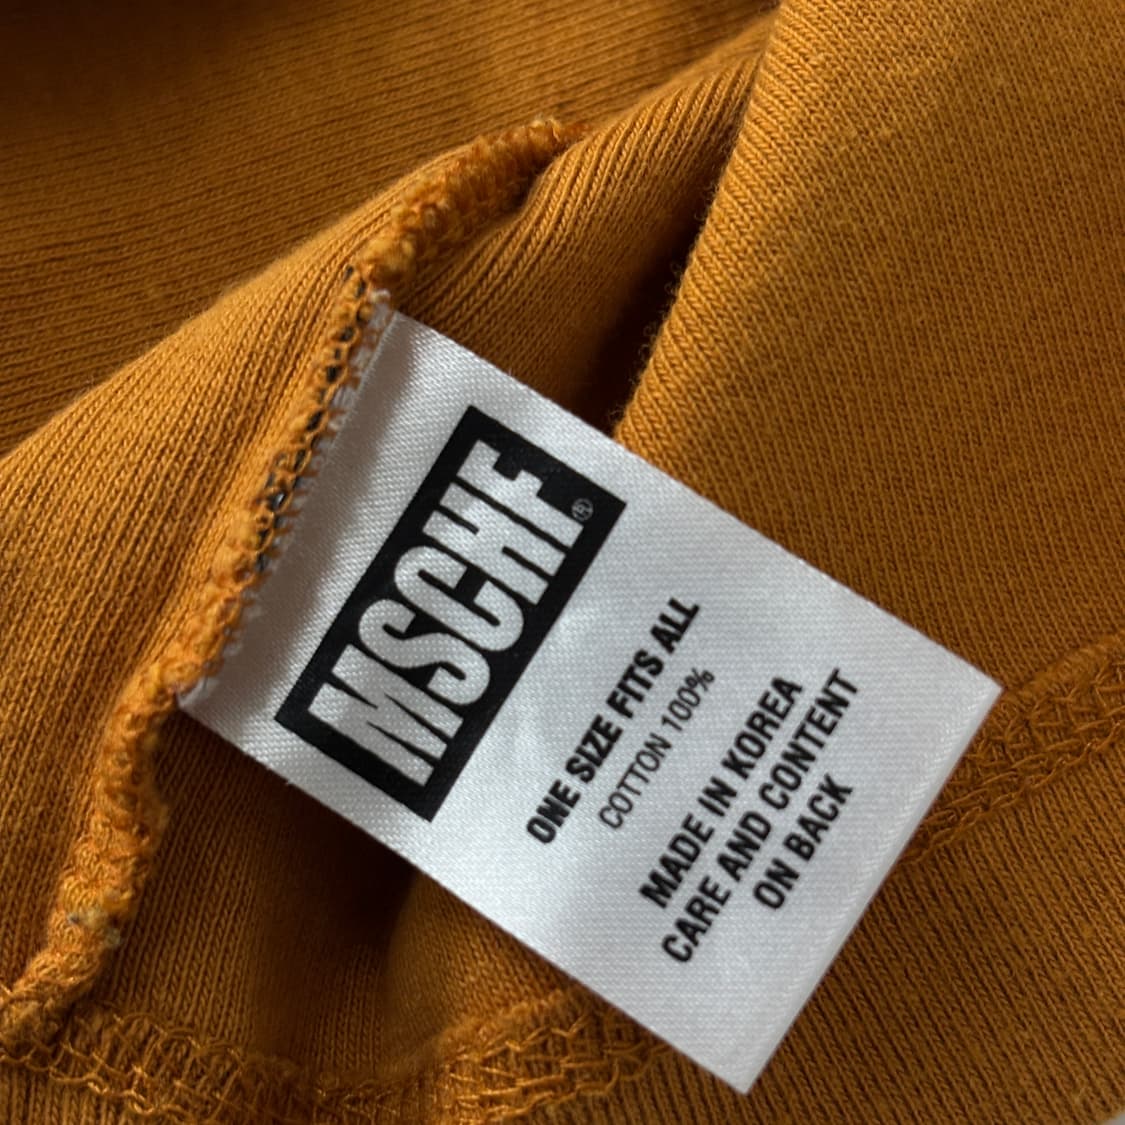 MSCHF®
ONE SIZE FITS ALL
COTTON 100%
MADE IN KOREA
CARE AND CONTENT
ON BACK